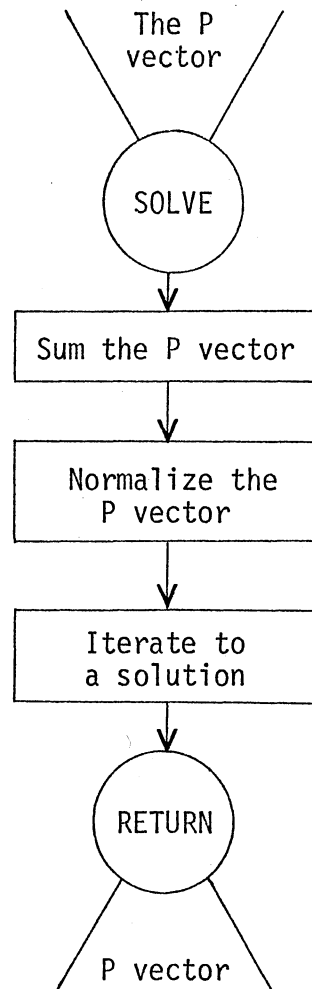 The P
vector
SOLVE
Sum the P vector
Normalize the
P vector
Iterate to
a solution
RETURN
P vector